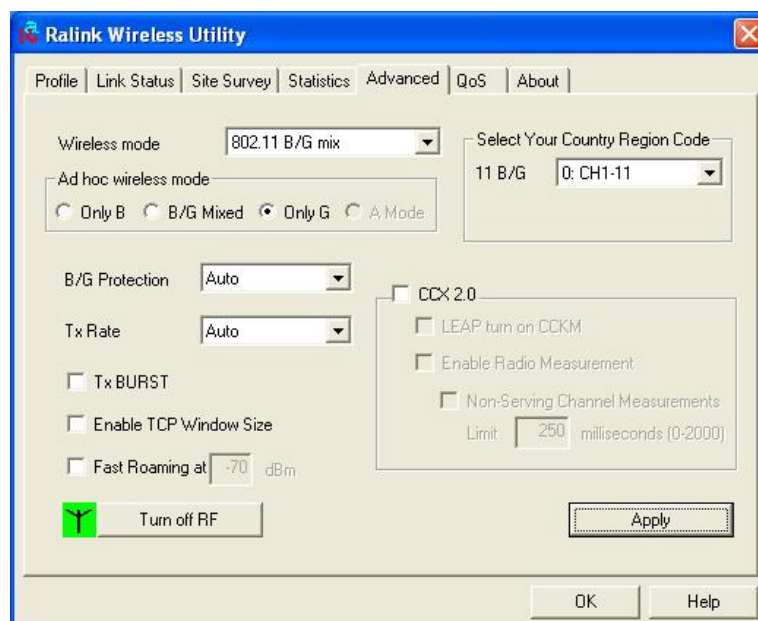 Ralink Wireless Utility
Profile Link Status Site Survey Statistics Advanced QoS About
Wireless mode 802.11 B/G mix
Select Your Country Region Code
11 B/G 0: CH1-11
Ad hoc wireless mode
Only B B/G Mixed Only G A Mode
B/G Protection Auto
Tx Rate Auto
Tx BURST
Enable TCP Window Size
Fast Roaming at -70 dBm
CCX 2.0
LEAP turn on CCKM
Enable Radio Measurement
Non-Serving Channel Measurements
Limit 250 milliseconds (0-2000)
Turn off RF
Apply
OK Help